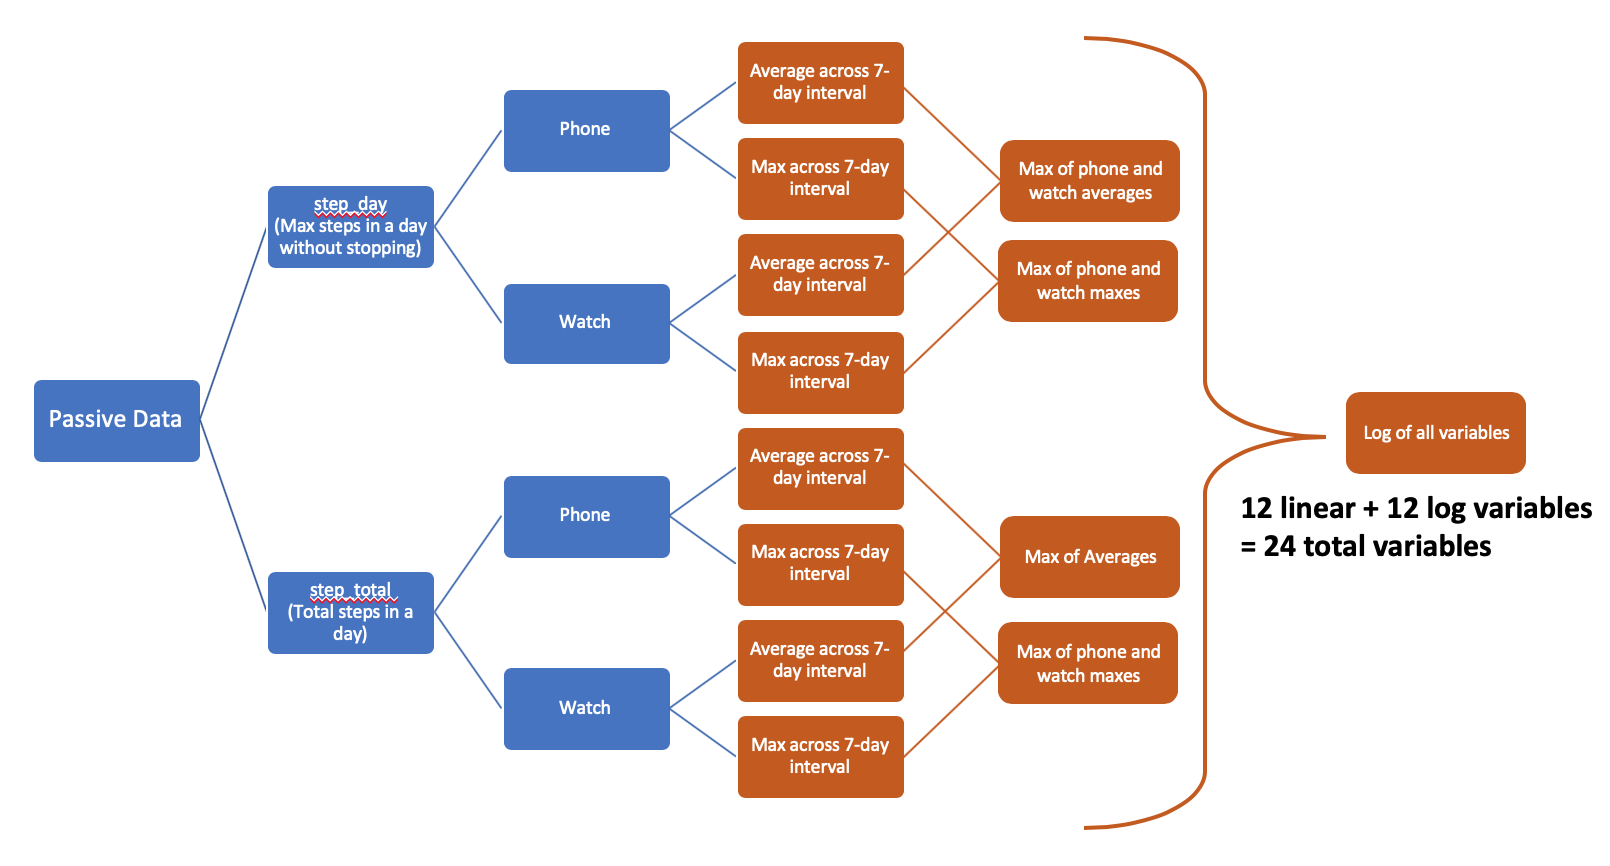 Passive Data
step_day
(Max steps in a day
without stopping)
Phone
Average across 7-
day interval
Max across 7-day
interval
Watch
Average across 7-
day interval
Max across 7-day
interval
Max of phone and
watch averages
Max of phone and
watch maxes
step_total
(Total steps in a
day)
Phone
Average across 7-
day interval
Max across 7-day
interval
Watch
Average across 7-
day interval
Max across 7-day
interval
Max of Averages
Max of phone and
watch maxes
Log of all variables
12 linear + 12 log variables
= 24 total variables